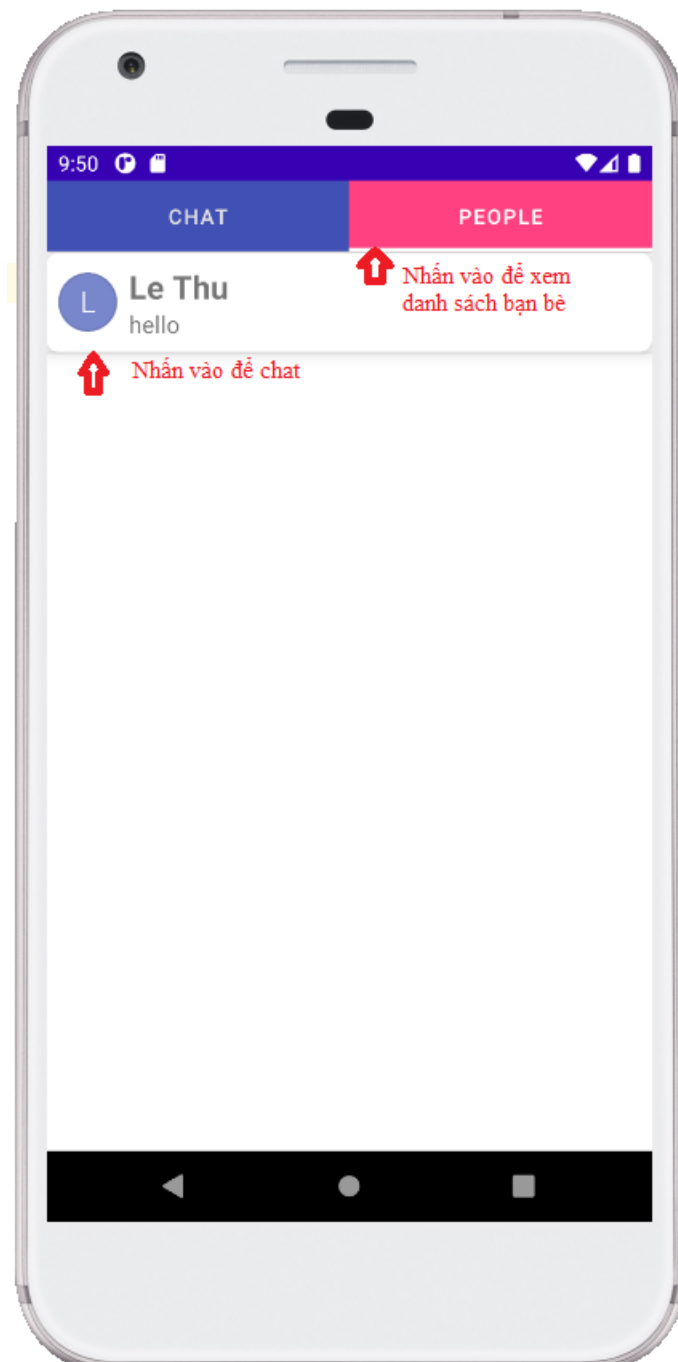 9:50
CHAT
PEOPLE
L
Le Thu
hello
Nhấn vào để xem
danh sách bạn bè
Nhấn vào để chat